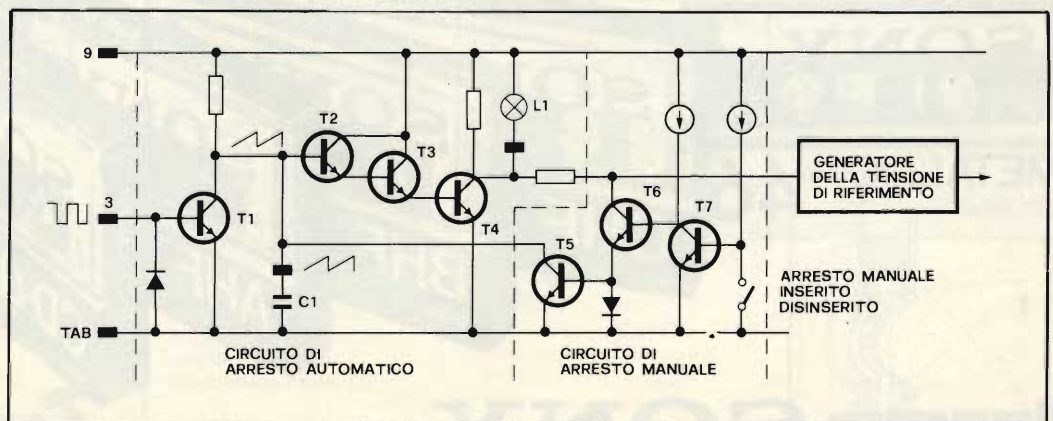 9
L1
T2
T3
GENERATORE
DELLA TENSIONE
DI RIFERIMENTO
3
T1
T4
T6
T7
T5
C1
ARRESTO MANUALE
INSERITO
DISINSERITO
TAB
CIRCUITO DI
ARRESTO AUTOMATICO
CIRCUITO DI
ARRESTO MANUALE